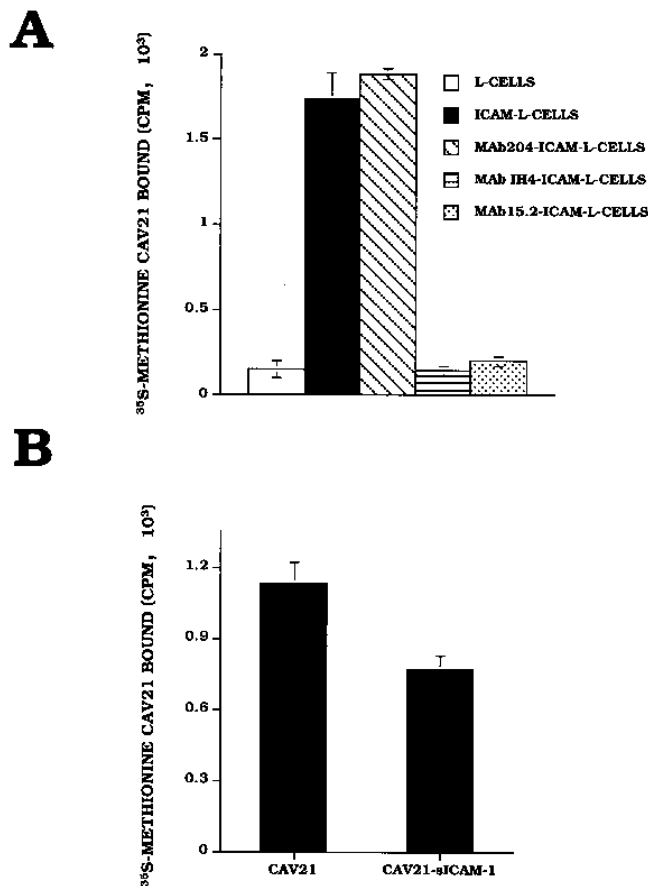 A
³⁵S-METHIONINE CAV21 BOUND (CPM, 10³)
2
1.5
1
0.5
0
L-CELLS
ICAM-L-CELLS
MAb204-ICAM-L-CELLS
MAb IH4-ICAM-L-CELLS
MAb15.2-ICAM-L-CELLS
B
³⁵S-METHIONINE CAV21 BOUND (CPM, 10³)
1.2
0.9
0.6
0.3
0
CAV21
CAV21-sICAM-1